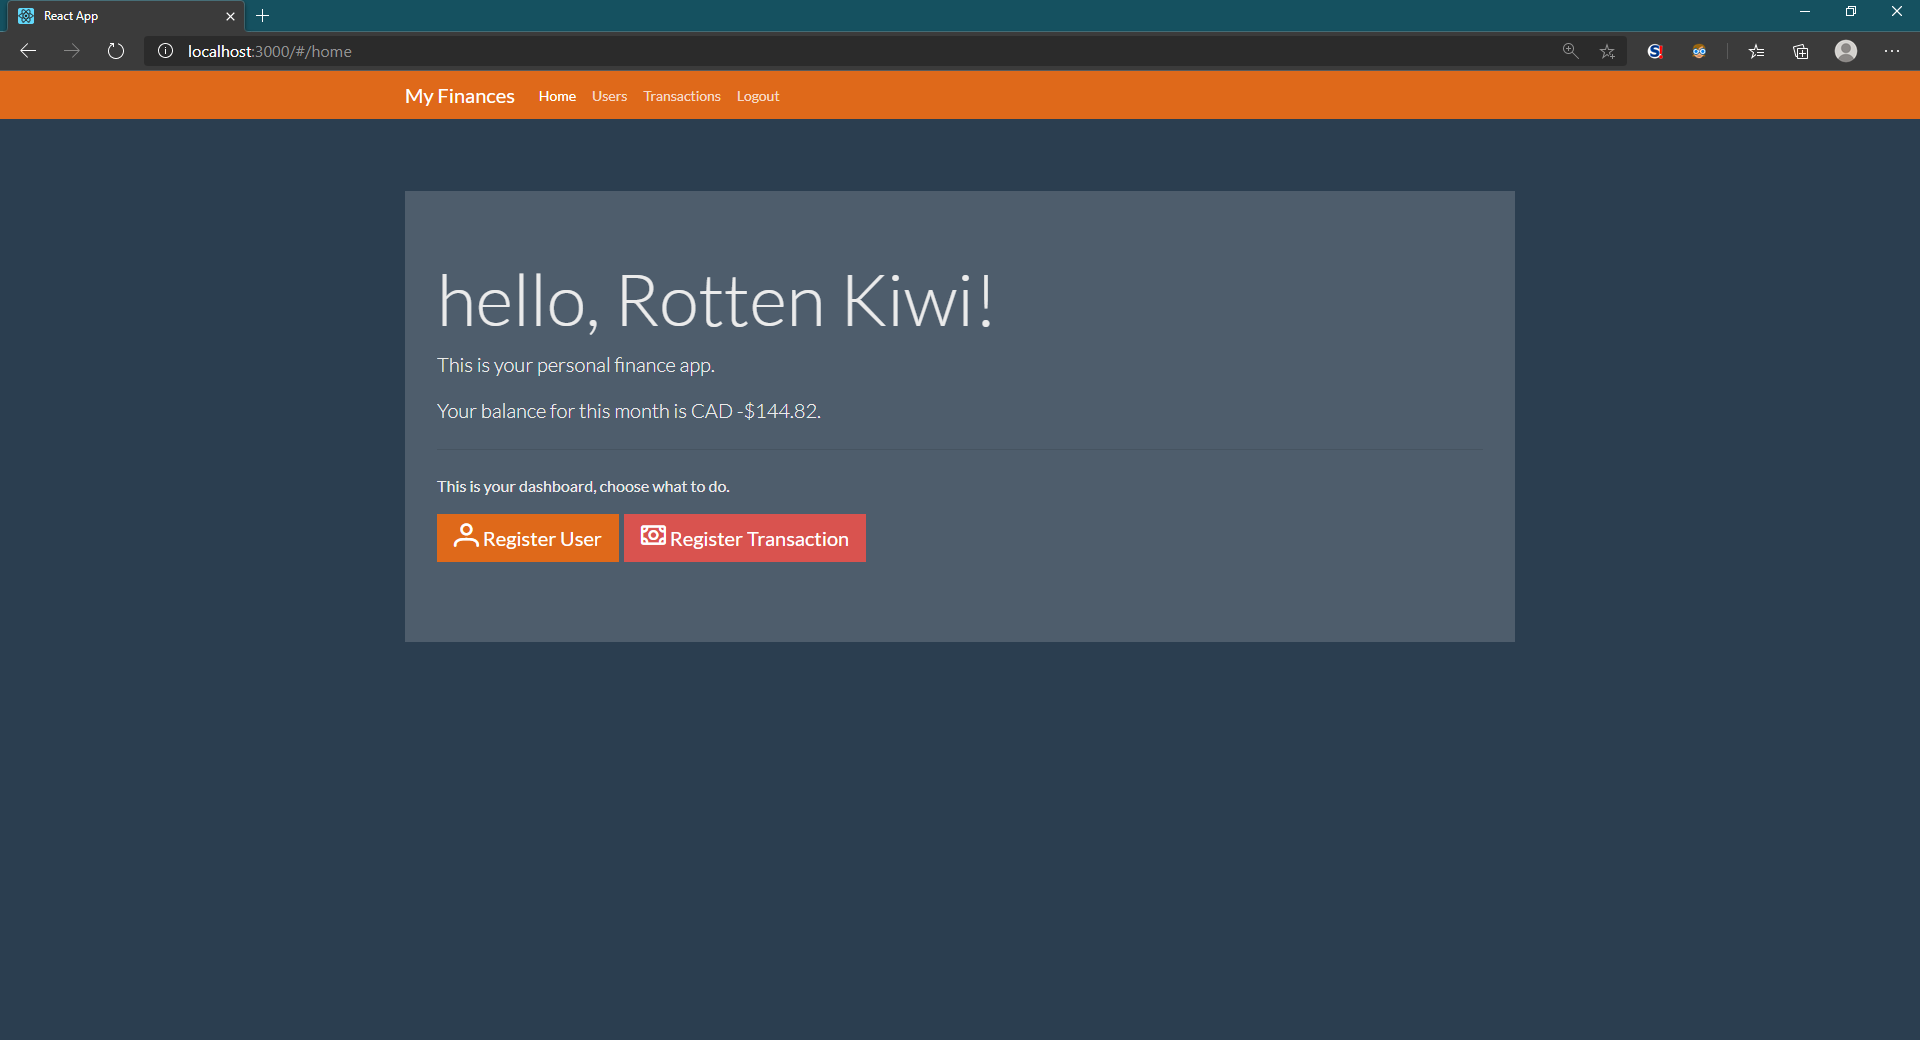 React App
localhost:3000/#/home
My Finances Home Users Transactions Logout
hello, Rotten Kiwi!
This is your personal finance app.
Your balance for this month is CAD -$144.82.
This is your dashboard, choose what to do.
Register User Register Transaction